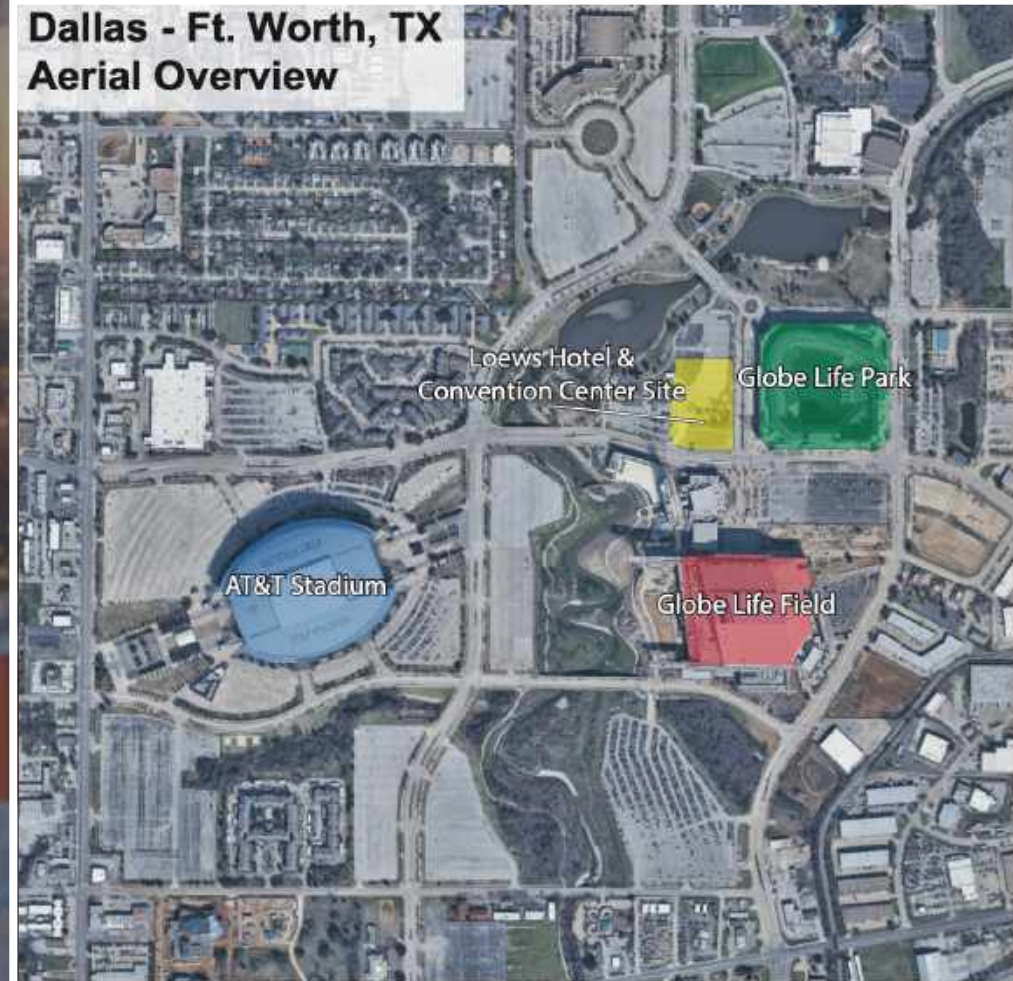 Dallas - Ft. Worth, TX
Aerial Overview
Loews Hotel &
Convention Center Site
Globe Life Park
AT&T Stadium
Globe Life Field